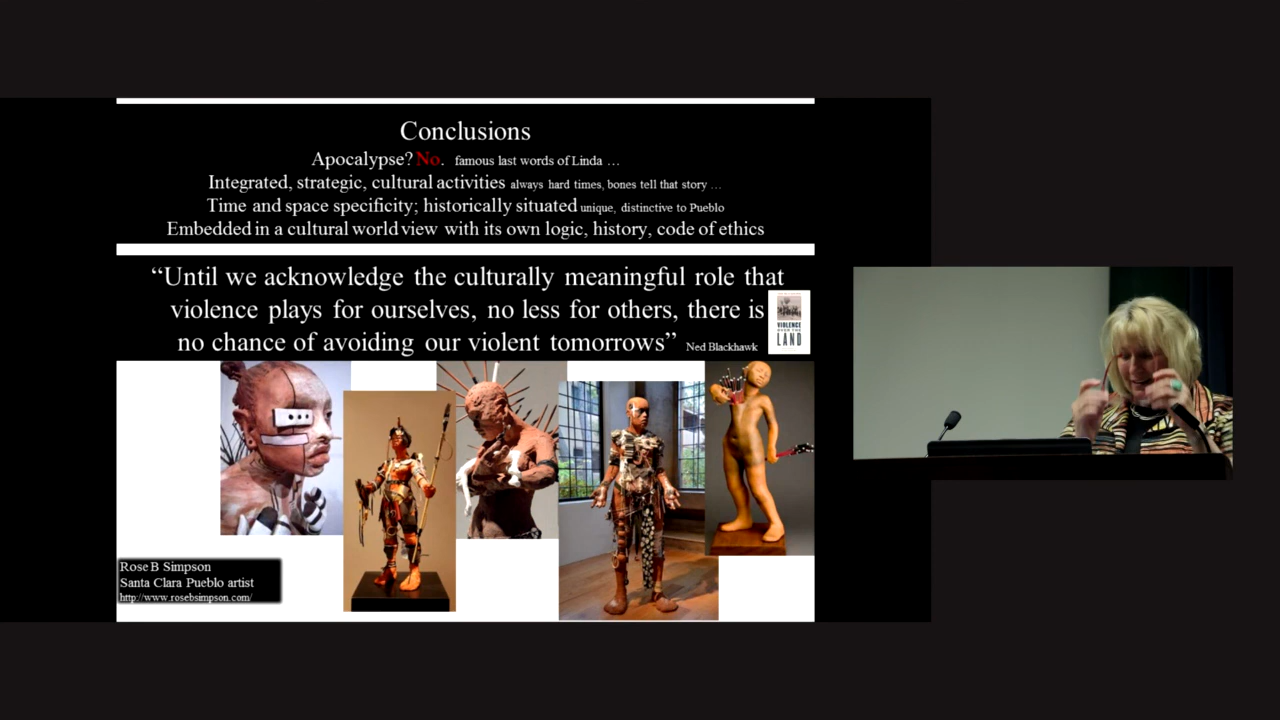 Conclusions
Apocalypse? No. famous last words of Linda …
Integrated, strategic, cultural activities always hard times, bones tell that story …
Time and space specificity; historically situated unique, distinctive to Pueblo
Embedded in a cultural world view with its own logic, history, code of ethics
“Until we acknowledge the culturally meaningful role that
violence plays for ourselves, no less for others, there is
no chance of avoiding our violent tomorrows” Ned Blackhawk
VIOLENCE
OVER THE
LAND
Rose B Simpson
Santa Clara Pueblo artist
http://www.rosebsimpson.com/